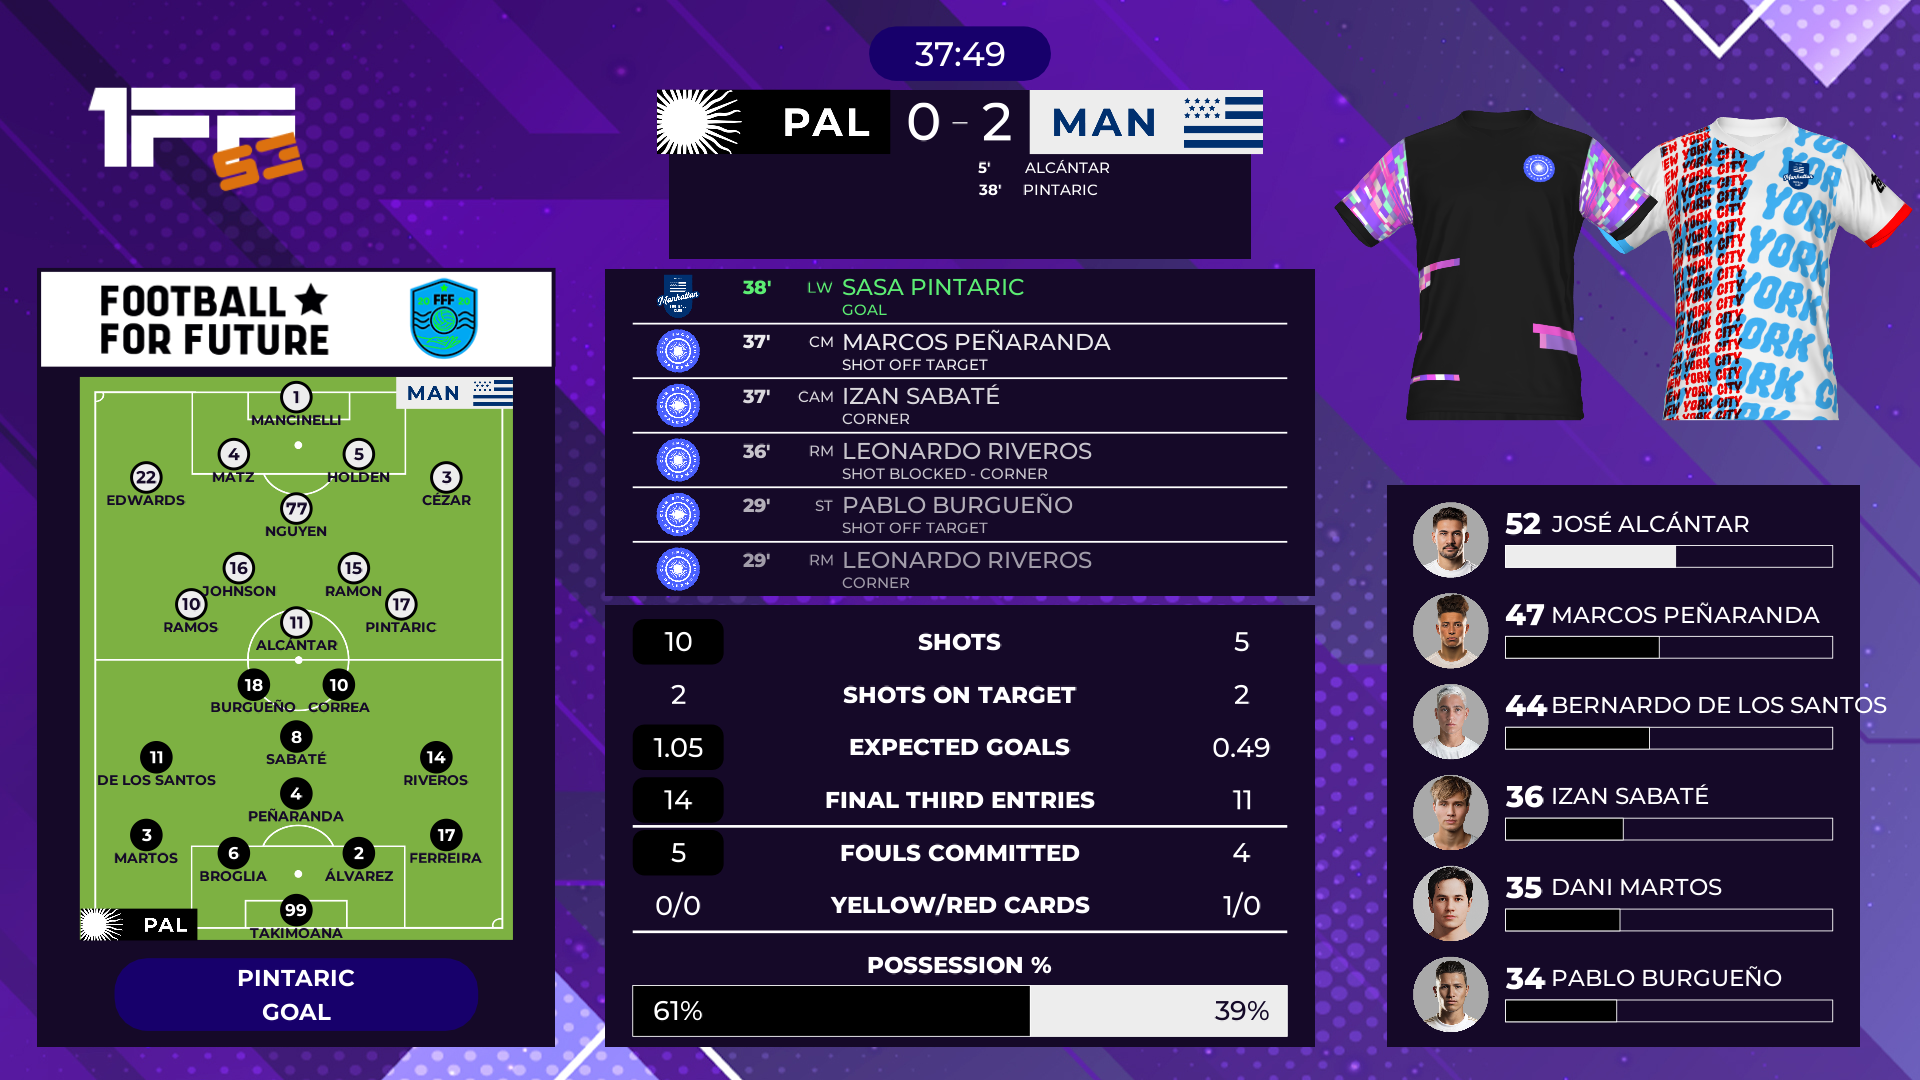 37:49
1FFF
S3
PAL 0 - 2 MAN
5' ALCÁNTAR
38' PINTARIC
FOOTBALL
FOR FUTURE
20 FFF 20
MAN
1
MANCINELLI
4
MATZ
5
HOLDEN
22
EDWARDS
3
CÉZAR
77
NGUYEN
16
JOHNSON
15
RAMON
10
RAMOS
17
PINTARIC
11
ALCÁNTAR
18
BURGUEÑO
10
CORREA
8
SABATÉ
11
DE LOS SANTOS
14
RIVEROS
4
PEÑARANDA
3
MARTOS
17
FERREIRA
6
BROGLIA
2
ÁLVAREZ
99
TAKIMOANA
PAL
PINTARIC
GOAL
Manhattan
38' LW SASA PINTARIC
GOAL
37' CM MARCOS PEÑARANDA
SHOT OFF TARGET
37' CAM IZAN SABATÉ
CORNER
36' RM LEONARDO RIVEROS
SHOT BLOCKED - CORNER
29' ST PABLO BURGUEÑO
SHOT OFF TARGET
29' RM LEONARDO RIVEROS
CORNER
10 SHOTS 5
2 SHOTS ON TARGET 2
1.05 EXPECTED GOALS 0.49
14 FINAL THIRD ENTRIES 11
5 FOULS COMMITTED 4
0/0 YELLOW/RED CARDS 1/0
POSSESSION %
61% 39%
NEW YORK CITY
YORK
52 JOSÉ ALCÁNTAR
47 MARCOS PEÑARANDA
44 BERNARDO DE LOS SANTOS
36 IZAN SABATÉ
35 DANI MARTOS
34 PABLO BURGUEÑO